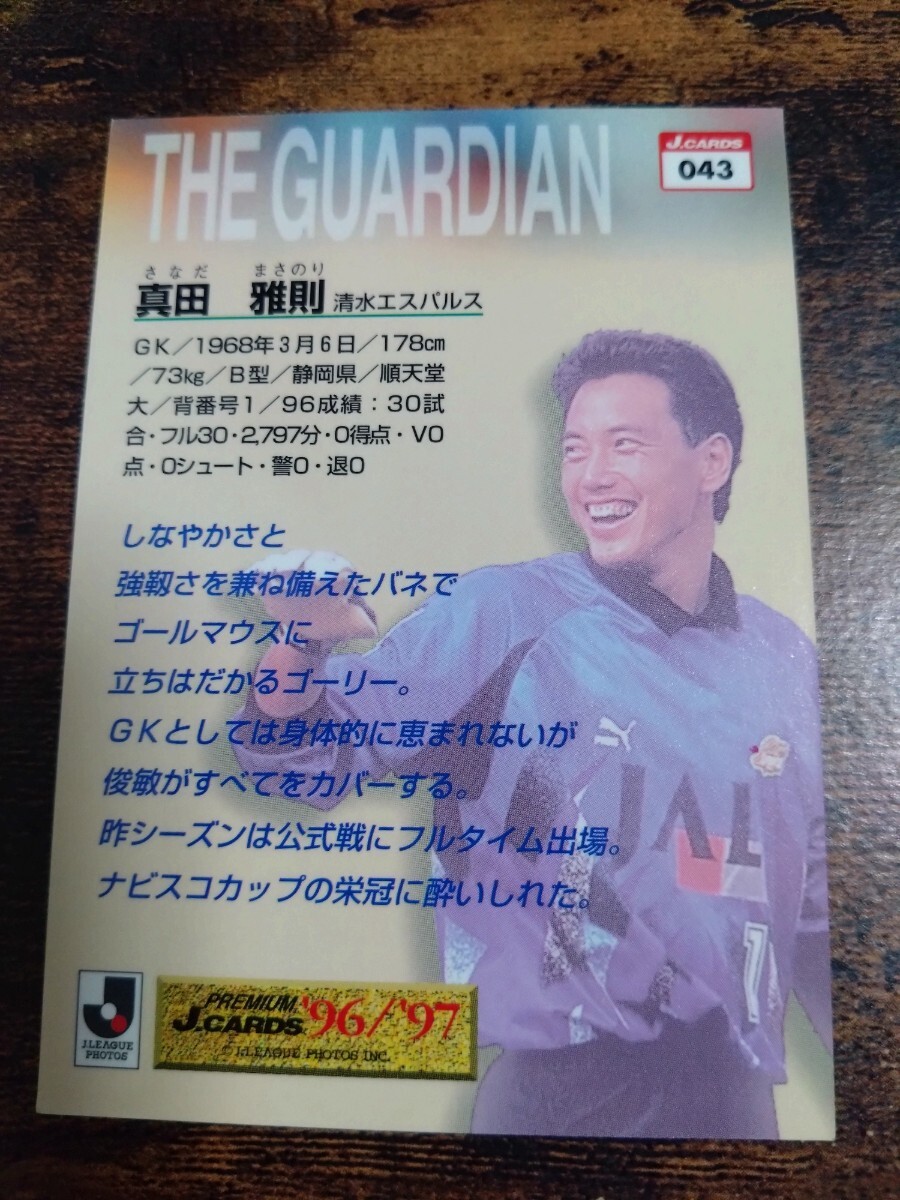 THE GUARDIAN
J.CARDS
043
さなだ まさのり
真田 雅則 清水エスパルス
GK/1968年3月6日/178cm
/73kg/B型/静岡県/順天堂
大/背番号1/96成績:30試
合・フル30・2,797分・0得点・V0
点・0シュート・警0・退0
しなやかさと
強靱さを兼ね備えたバネで
ゴールマウスに
立ちはだかるゴーリー。
GKとしては身体的に恵まれないが
俊敏がすべてをカバーする。
昨シーズンは公式戦にフルタイム出場。
ナビスコカップの栄冠に酔いしれた。
JAL
1
J.LEAGUE
PHOTOS
PREMIUM
J.CARDS '96/'97
© J.LEAGUE PHOTOS INC.